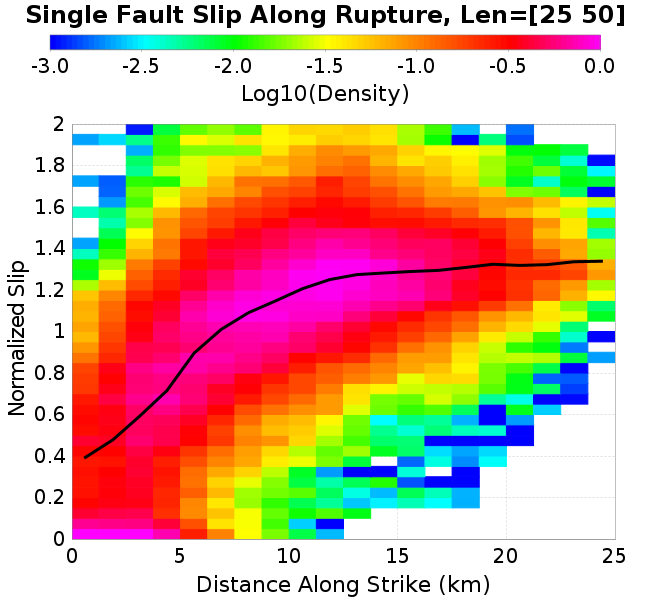 Single Fault Slip Along Rupture, Len=[25 50]
-3.0 -2.5 -2.0 -1.5 -1.0 -0.5 0.0
Log10(Density)
2
1.8
1.6
1.4
1.2
1
0.8
0.6
0.4
0.2
0
Normalized Slip
0 5 10 15 20 25
Distance Along Strike (km)